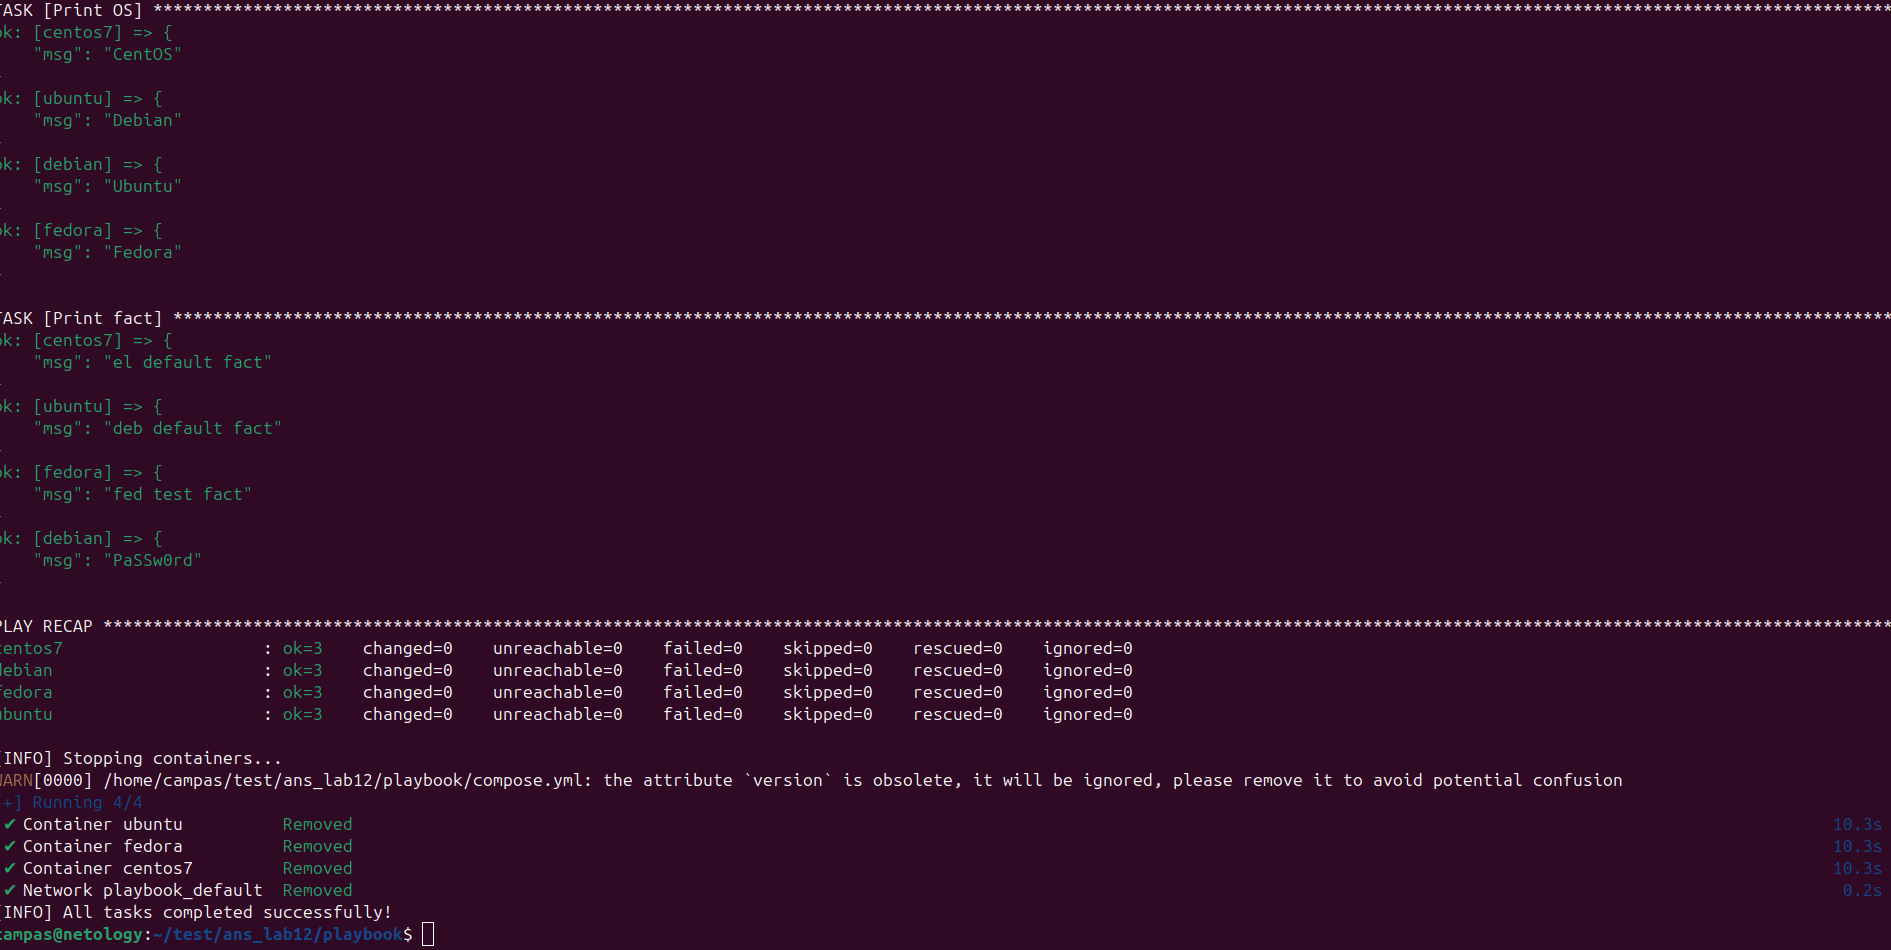 TASK [Print OS] ******************************************************************************************************************************************************************************
ok: [centos7] => {
    "msg": "CentOS"
}
ok: [ubuntu] => {
    "msg": "Debian"
}
ok: [debian] => {
    "msg": "Ubuntu"
}
ok: [fedora] => {
    "msg": "Fedora"
}
TASK [Print fact] ****************************************************************************************************************************************************************************
ok: [centos7] => {
    "msg": "el default fact"
}
ok: [ubuntu] => {
    "msg": "deb default fact"
}
ok: [fedora] => {
    "msg": "fed test fact"
}
ok: [debian] => {
    "msg": "PaSSw0rd"
}
PLAY RECAP ***********************************************************************************************************************************************************************************
centos7                    : ok=3    changed=0    unreachable=0    failed=0    skipped=0    rescued=0    ignored=0
debian                     : ok=3    changed=0    unreachable=0    failed=0    skipped=0    rescued=0    ignored=0
fedora                     : ok=3    changed=0    unreachable=0    failed=0    skipped=0    rescued=0    ignored=0
ubuntu                     : ok=3    changed=0    unreachable=0    failed=0    skipped=0    rescued=0    ignored=0
[INFO] Stopping containers...
WARN[0000] /home/campas/test/ans_lab12/playbook/compose.yml: the attribute `version` is obsolete, it will be ignored, please remove it to avoid potential confusion
[+] Running 4/4
✔ Container ubuntu          Removed 10.3s
✔ Container fedora          Removed 10.3s
✔ Container centos7         Removed 10.3s
✔ Network playbook_default  Removed 0.2s
[INFO] All tasks completed successfully!
campas@netology:~/test/ans_lab12/playbook$